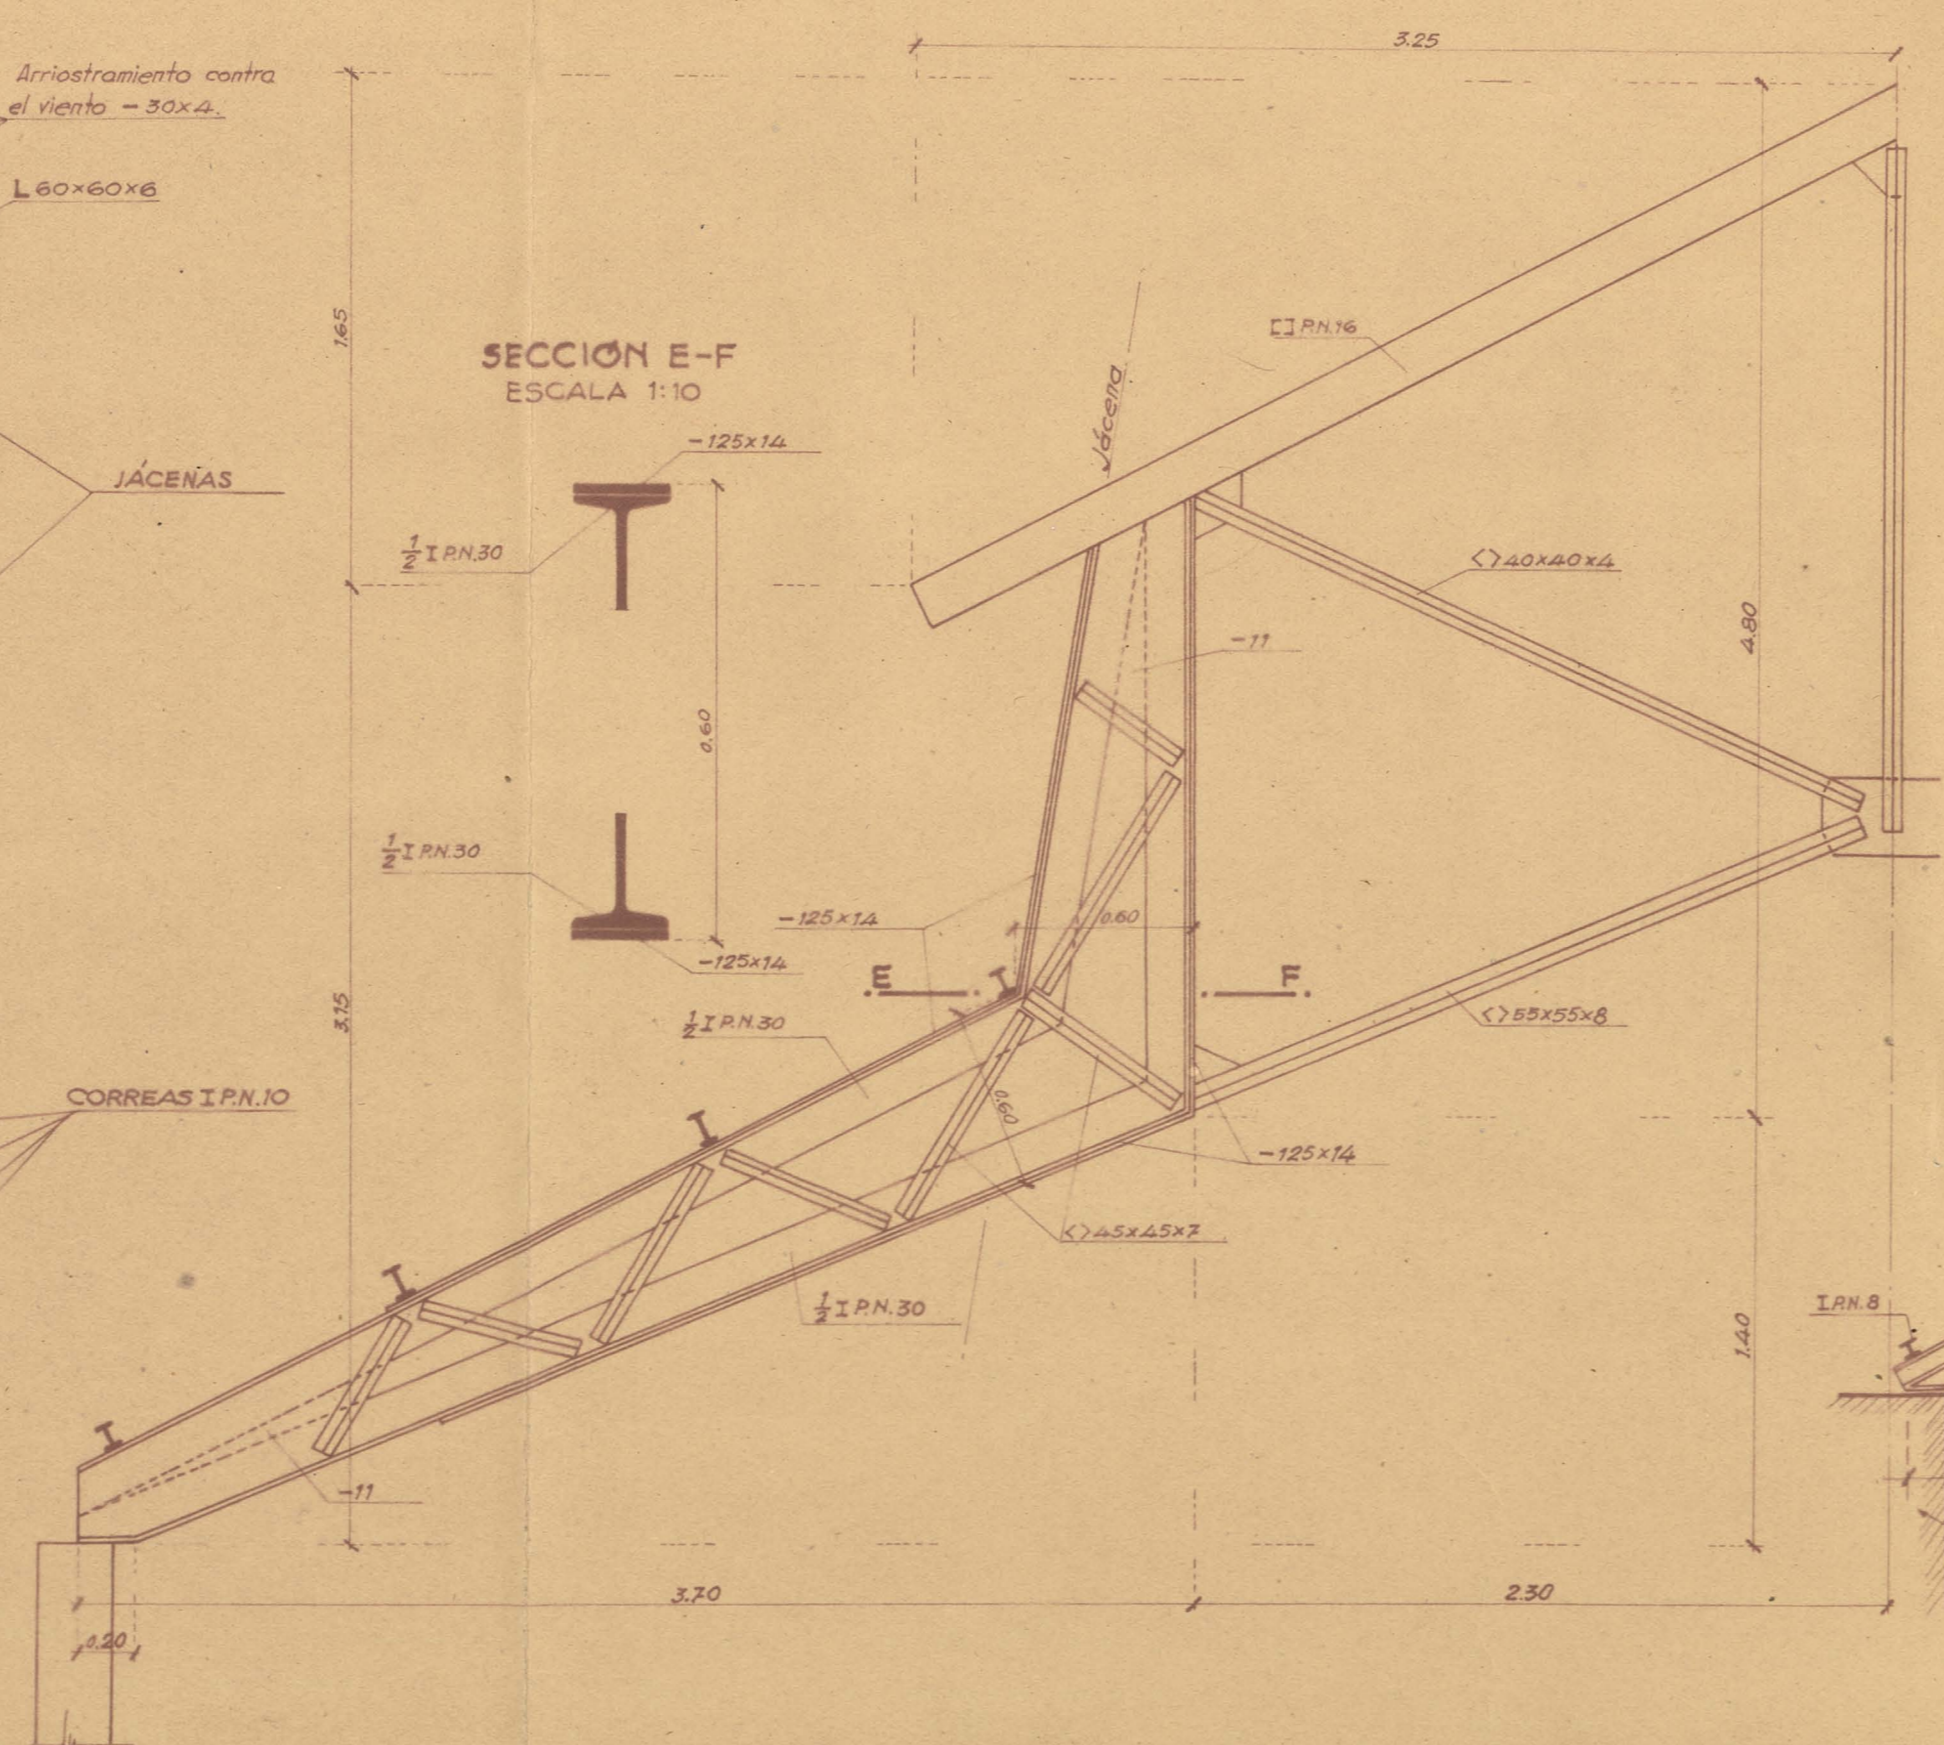 3.25
Arriostramiento contra
el viento - 30x4.
L 60x60x6
1.65
SECCIÓN E-F
ESCALA 1:10
[] P.N.16
Jácena
-125x14
JÁCENAS
1/2 I P.N.30
<> 40x40x4
4.80
-11
0.60
1/2 I P.N.30
-125x14
0.60
-125x14
E
F
3.15
1/2 I P.N.30
<> 55x55x8
CORREAS I P.N.10
0.60
-125x14
<> 45x45x7
1/2 I P.N.30
I P.N.8
1.40
-11
3.70
2.30
0.20